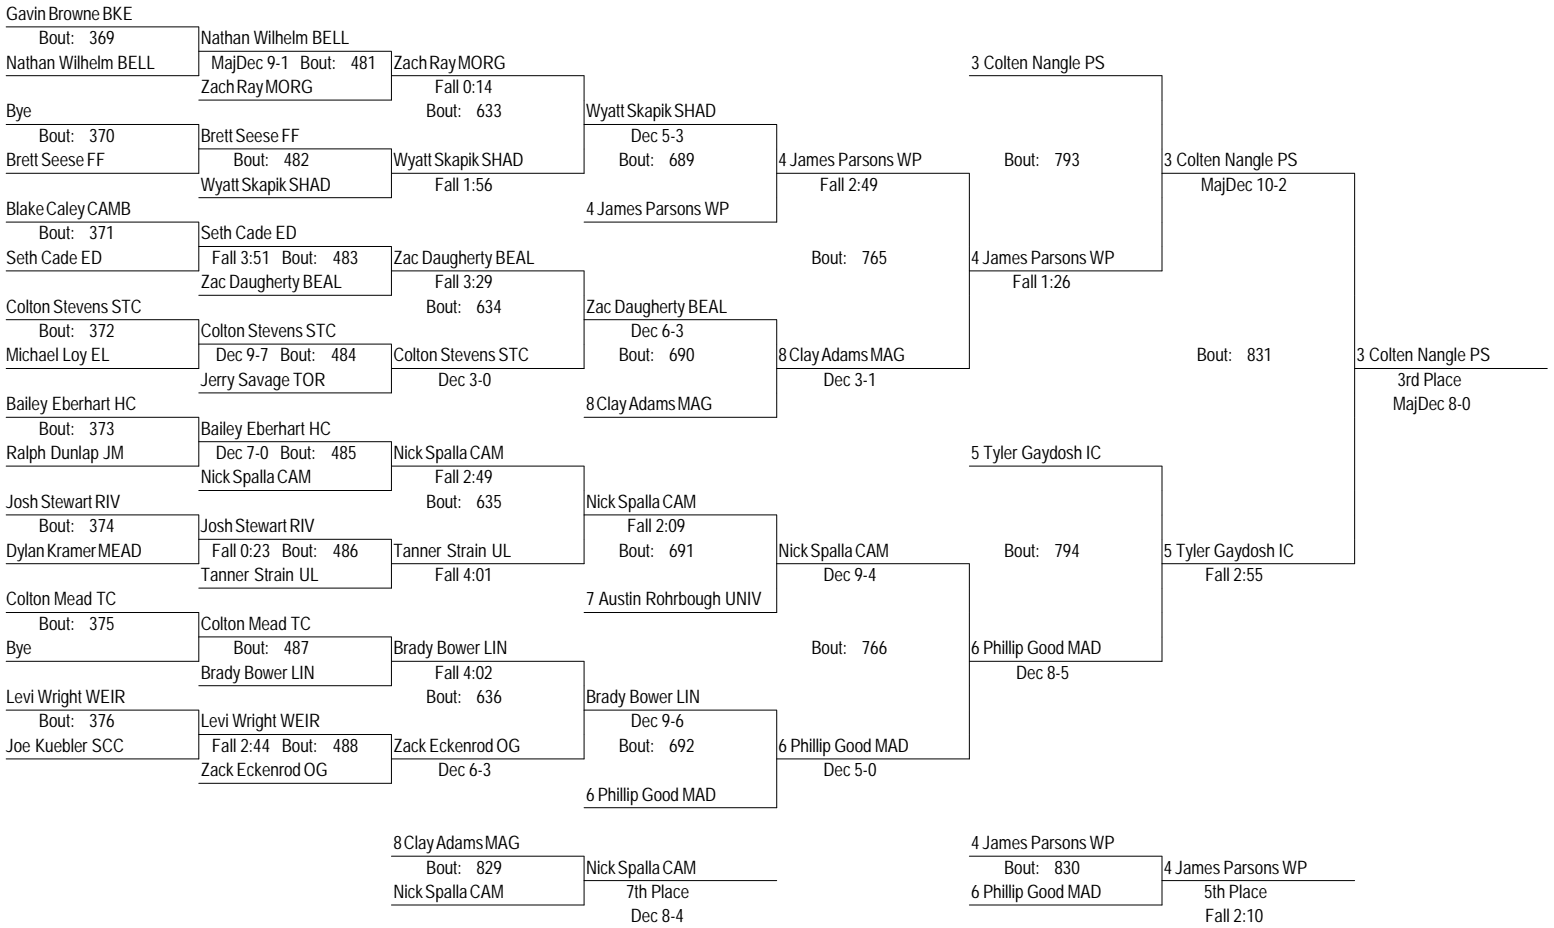 Gavin Browne BKE
Bout: 369
Nathan Wilhelm BELL
Nathan Wilhelm BELL
MajDec 9-1 Bout: 481
Zach Ray MORG
Zach Ray MORG
Fall 0:14
Bout: 633
3 Colten Nangle PS
Bye
Bout: 370
Brett Seese FF
Brett Seese FF
Bout: 482
Wyatt Skapik SHAD
Wyatt Skapik SHAD
Fall 1:56
Wyatt Skapik SHAD
Dec 5-3
Bout: 689
4 James Parsons WP
4 James Parsons WP
Fall 2:49
Bout: 793
3 Colten Nangle PS
MajDec 10-2
Blake Caley CAMB
Bout: 371
Seth Cade ED
Seth Cade ED
Fall 3:51 Bout: 483
Zac Daugherty BEAL
Zac Daugherty BEAL
Fall 3:29
Bout: 634
Bout: 765
4 James Parsons WP
Fall 1:26
Colton Stevens STC
Bout: 372
Michael Loy EL
Colton Stevens STC
Dec 9-7 Bout: 484
Jerry Savage TOR
Colton Stevens STC
Dec 3-0
Zac Daugherty BEAL
Dec 6-3
Bout: 690
8 Clay Adams MAG
8 Clay Adams MAG
Dec 3-1
Bout: 831
3 Colten Nangle PS
3rd Place
MajDec 8-0
Bailey Eberhart HC
Bout: 373
Ralph Dunlap JM
Bailey Eberhart HC
Dec 7-0 Bout: 485
Nick Spalla CAM
Nick Spalla CAM
Fall 2:49
Bout: 635
5 Tyler Gaydosh IC
Josh Stewart RIV
Bout: 374
Dylan Kramer MEAD
Josh Stewart RIV
Fall 0:23 Bout: 486
Tanner Strain UL
Tanner Strain UL
Fall 4:01
Nick Spalla CAM
Fall 2:09
Bout: 691
7 Austin Rohrbough UNIV
Nick Spalla CAM
Dec 9-4
Bout: 794
5 Tyler Gaydosh IC
Fall 2:55
Colton Mead TC
Bout: 375
Bye
Colton Mead TC
Bout: 487
Brady Bower LIN
Brady Bower LIN
Fall 4:02
Bout: 636
Bout: 766
6 Phillip Good MAD
Dec 8-5
Levi Wright WEIR
Bout: 376
Joe Kuebler SCC
Levi Wright WEIR
Fall 2:44 Bout: 488
Zack Eckenrod OG
Zack Eckenrod OG
Dec 6-3
Brady Bower LIN
Dec 9-6
Bout: 692
6 Phillip Good MAD
6 Phillip Good MAD
Dec 5-0
8 Clay Adams MAG
Bout: 829
Nick Spalla CAM
Nick Spalla CAM
7th Place
Dec 8-4
4 James Parsons WP
Bout: 830
6 Phillip Good MAD
4 James Parsons WP
5th Place
Fall 2:10